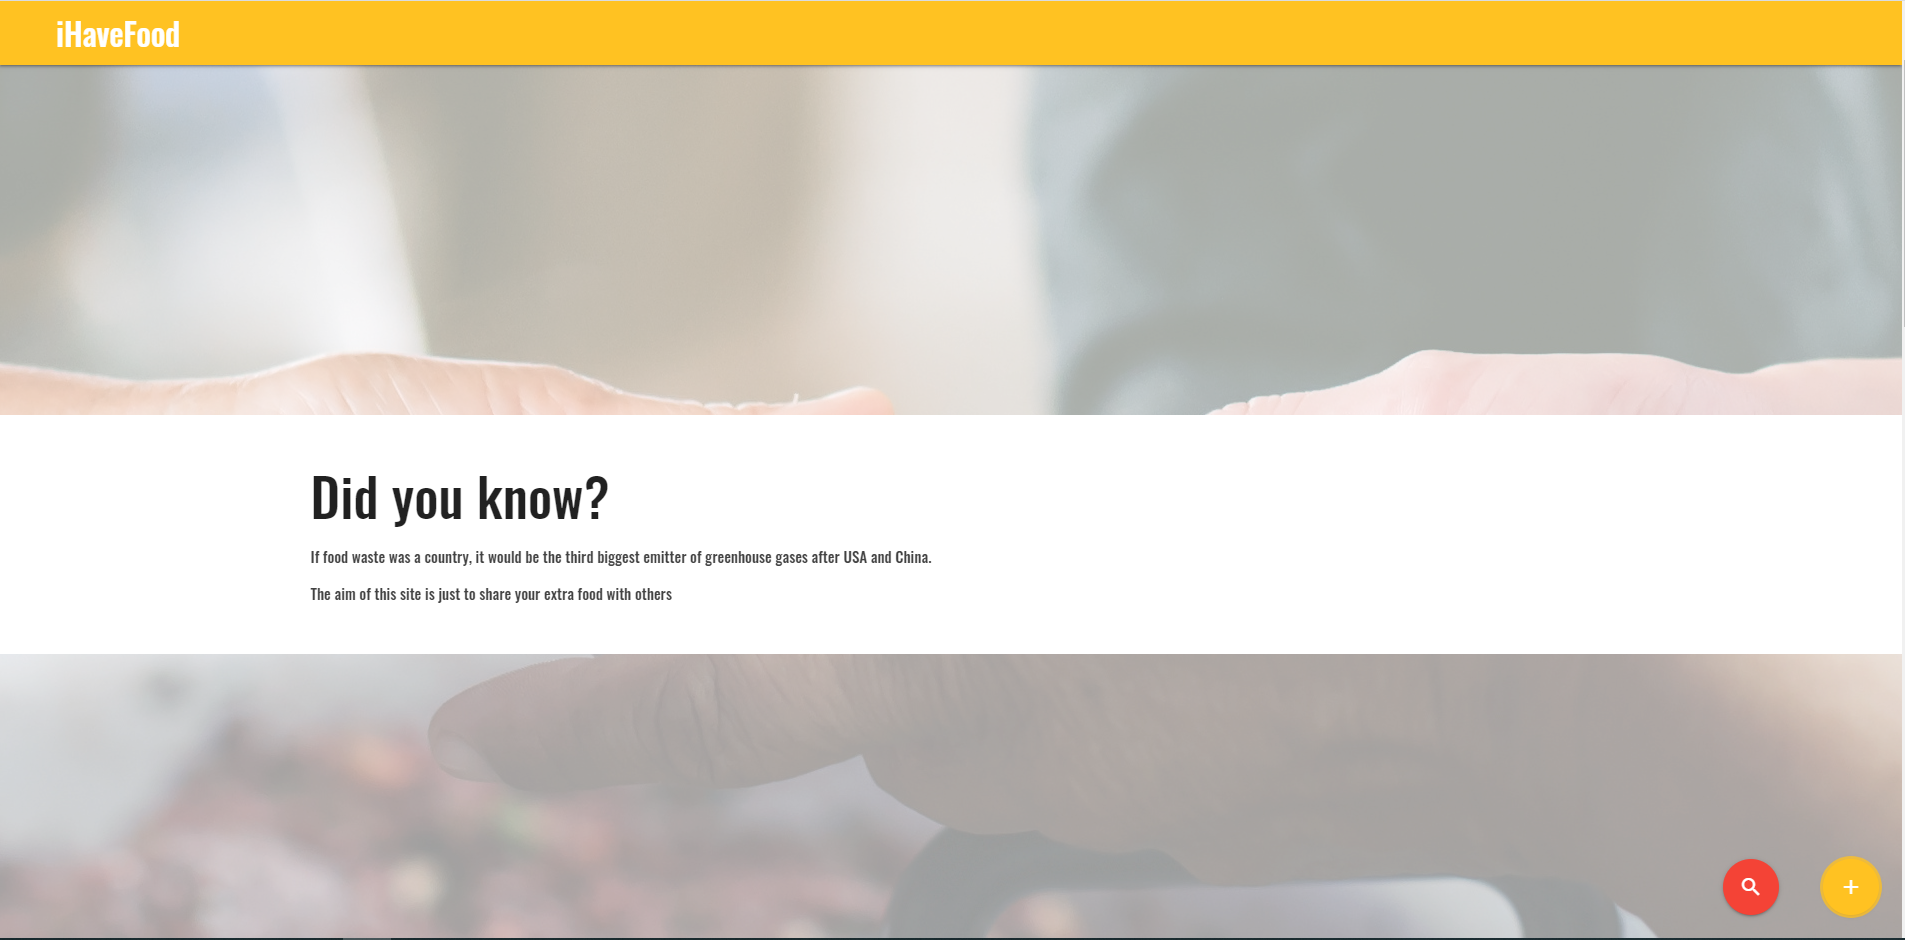 iHaveFood
Did you know?
If food waste was a country, it would be the third biggest emitter of greenhouse gases after USA and China.
The aim of this site is just to share your extra food with others